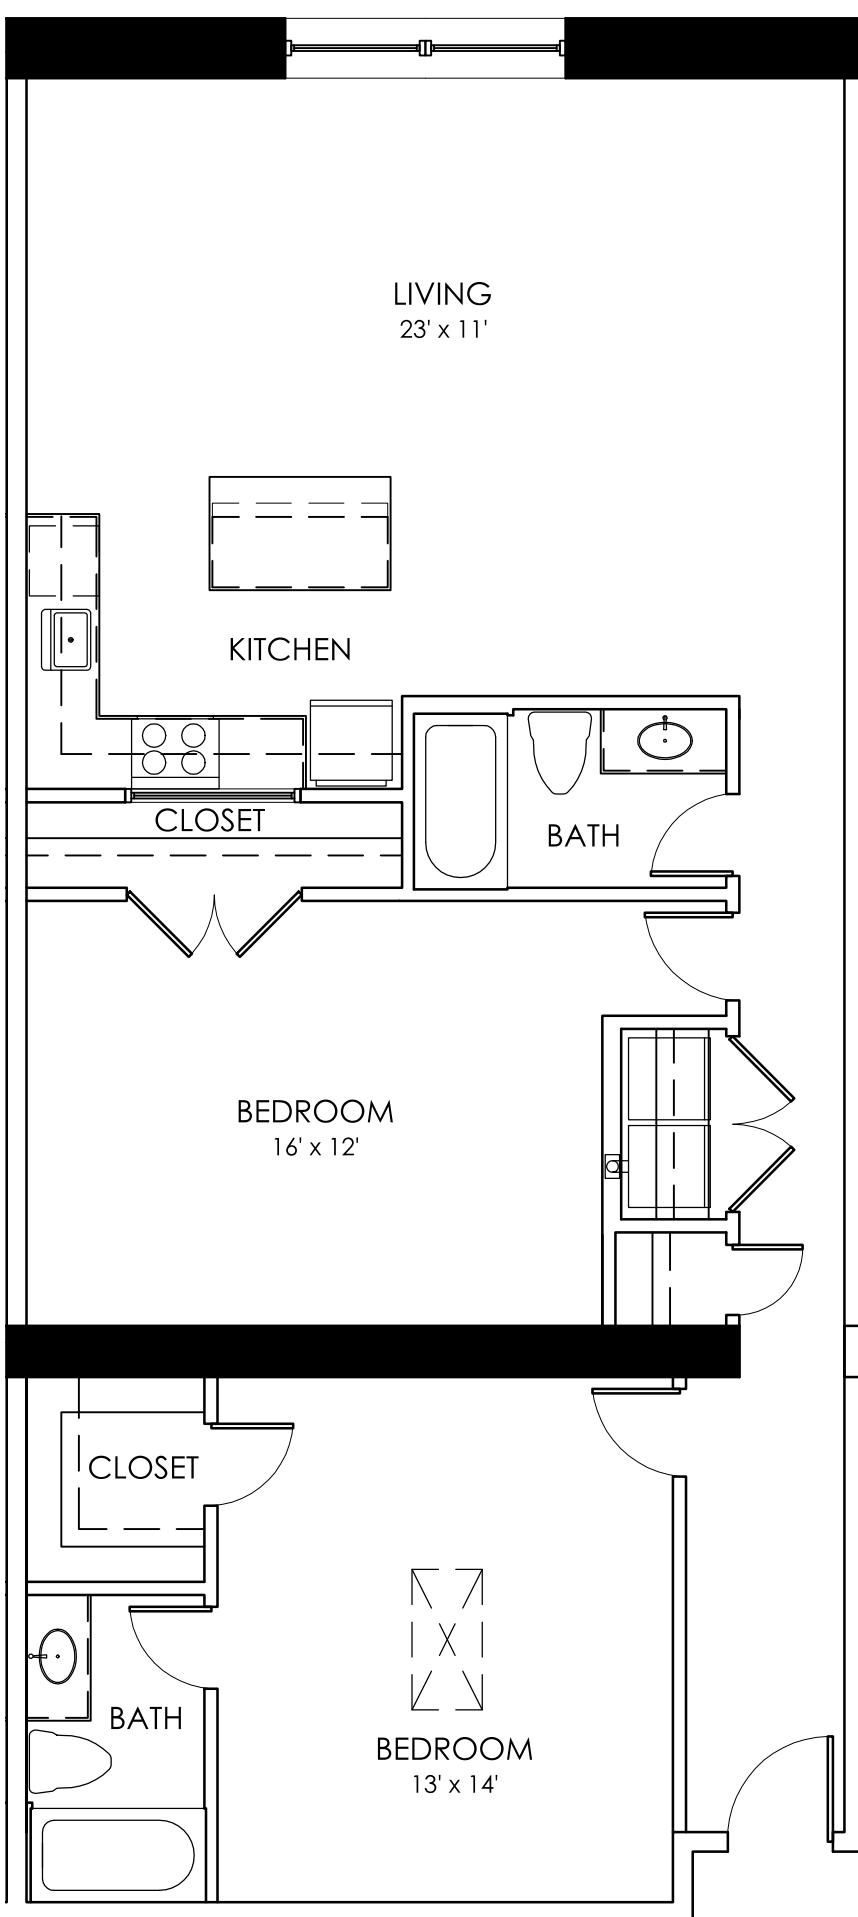 LIVING
23' x 11'
KITCHEN
CLOSET
BATH
BEDROOM
16' x 12'
CLOSET
BATH
BEDROOM
13' x 14'